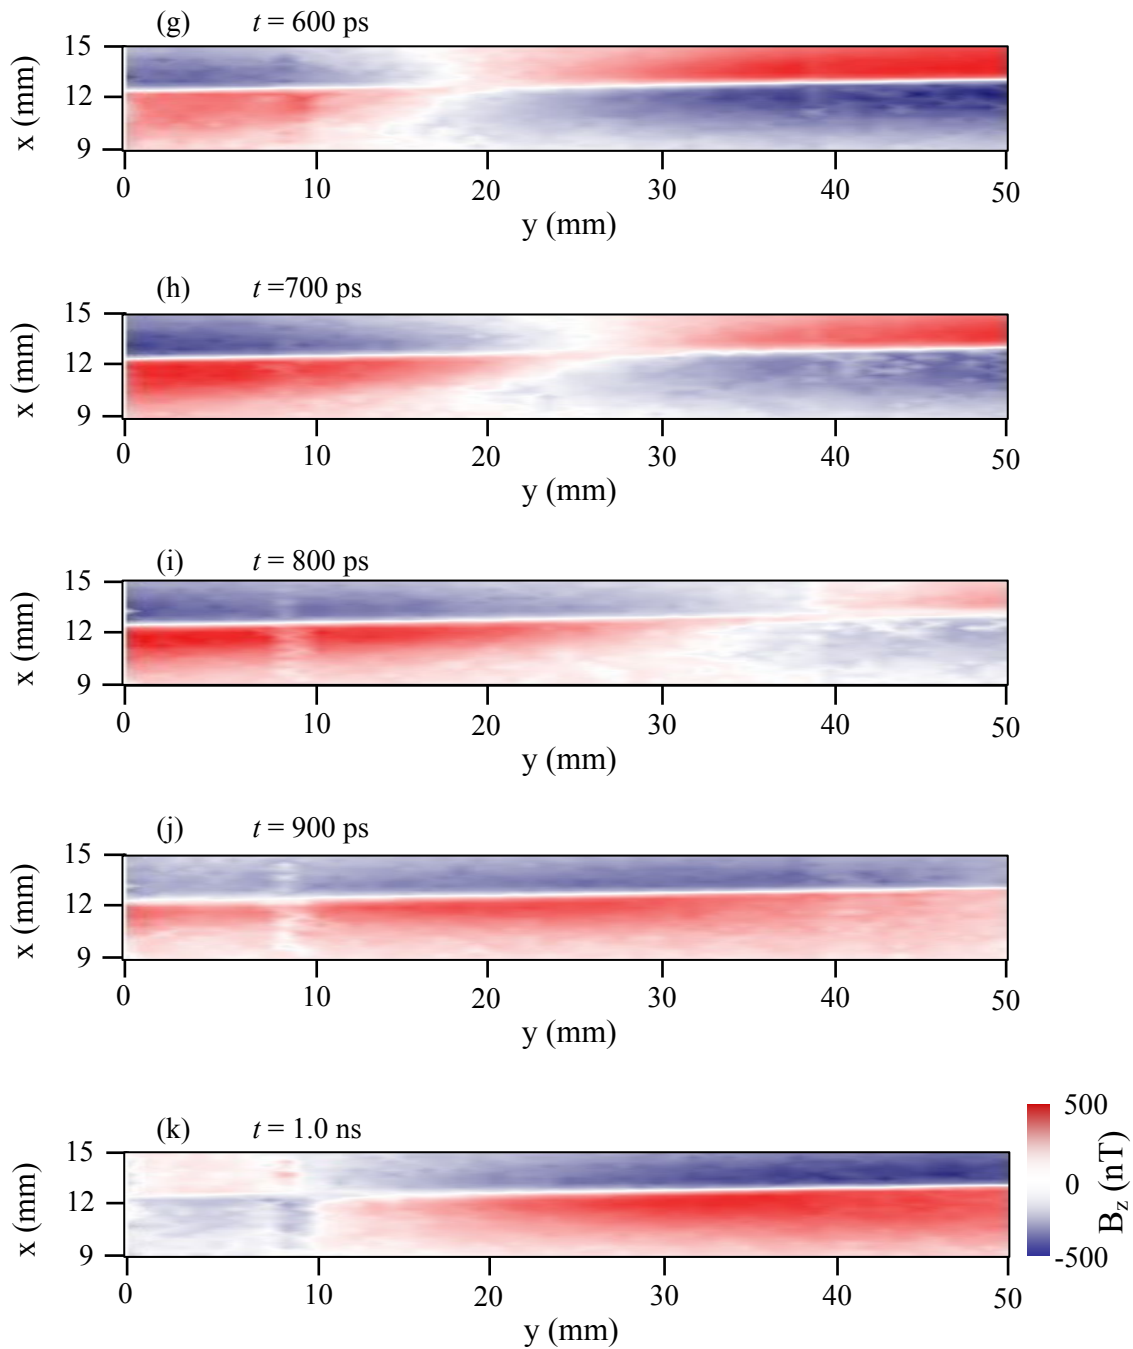 (g) t = 600 ps
15
12
9
x (mm)
0 10 20 30 40 50
y (mm)
(h) t =700 ps
15
12
9
x (mm)
0 10 20 30 40 50
y (mm)
(i) t = 800 ps
15
12
9
x (mm)
0 10 20 30 40 50
y (mm)
(j) t = 900 ps
15
12
9
x (mm)
0 10 20 30 40 50
y (mm)
(k) t = 1.0 ns
15
12
9
x (mm)
0 10 20 30 40 50
y (mm)
500
0
-500
Bz (nT)